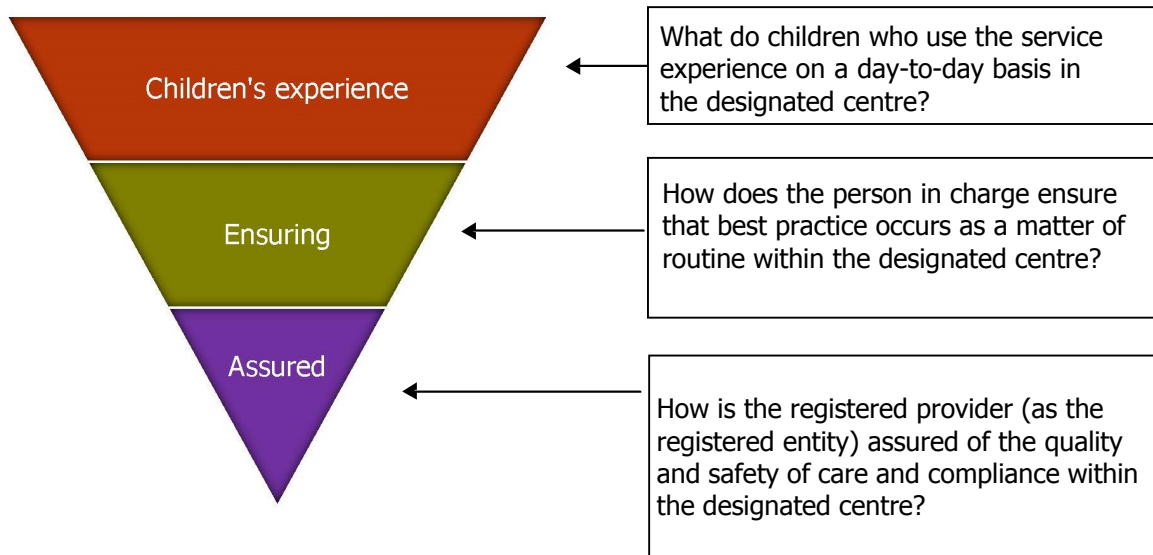 Children's experience
What do children who use the service
experience on a day-to-day basis in
the designated centre?
Ensuring
How does the person in charge ensure
that best practice occurs as a matter of
routine within the designated centre?
Assured
How is the registered provider (as the
registered entity) assured of the quality
and safety of care and compliance within
the designated centre?